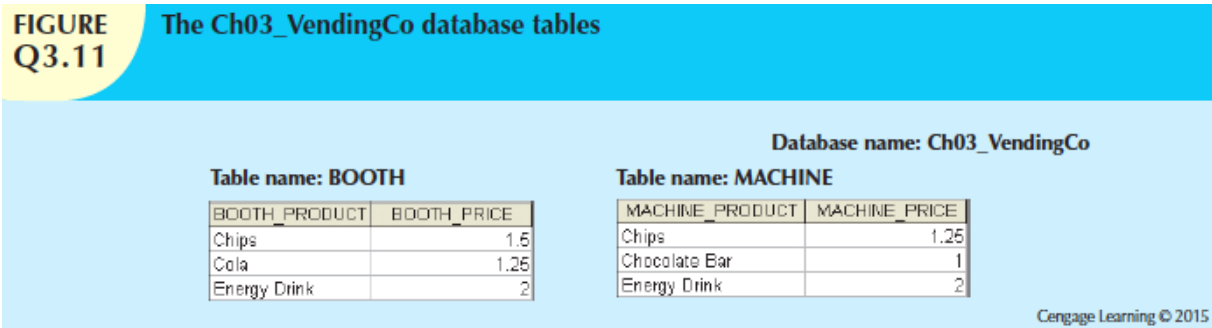 FIGURE Q3.11
The Ch03_VendingCo database tables
Database name: Ch03_VendingCo
Table name: BOOTH
BOOTH_PRODUCT BOOTH_PRICE
Chips 1.5
Cola 1.25
Energy Drink 2
Table name: MACHINE
MACHINE_PRODUCT MACHINE_PRICE
Chips 1.25
Chocolate Bar 1
Energy Drink 2
Cengage Learning © 2015